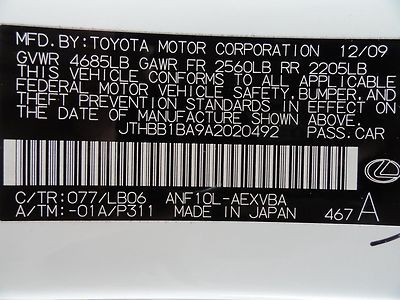 MFD.BY:TOYOTA MOTOR CORPORATION 12/09
GVWR 4685LB GAWR FR 2560LB RR 2205LB
THIS VEHICLE CONFORMS TO ALL APPLICABLE
FEDERAL MOTOR VEHICLE SAFETY,BUMPER,AND
THEFT PREVENTION STANDARDS IN EFFECT ON
THE DATE OF MANUFACTURE SHOWN ABOVE.
JTHBB1BA9A2020492 PASS.CAR
C/TR:077/LB06 ANF10L-AEXVBA
A/TM:-01A/P311 MADE IN JAPAN 467 A